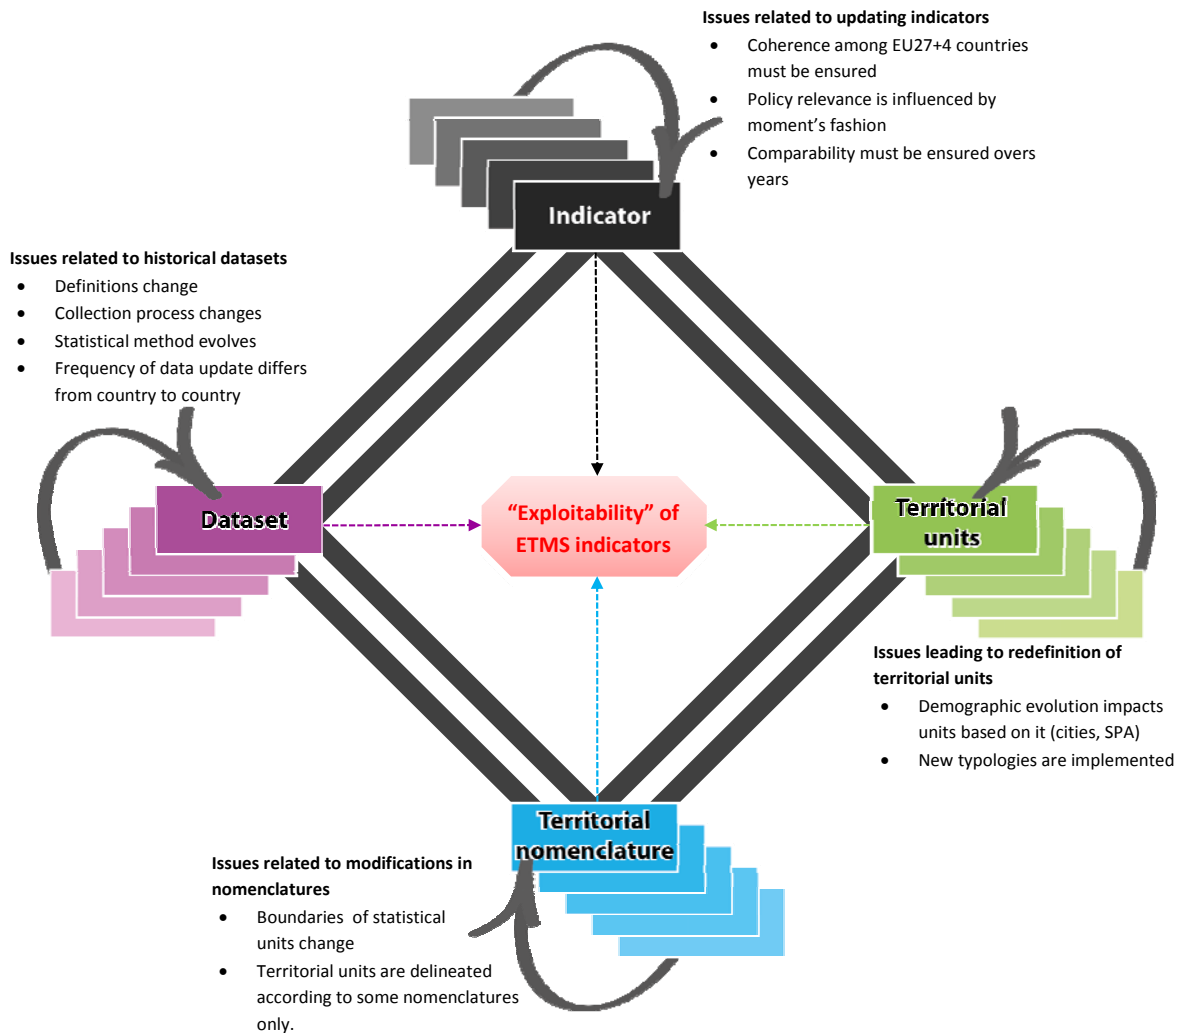 Issues related to updating indicators
• Coherence among EU27+4 countries
must be ensured
• Policy relevance is influenced by
moment's fashion
• Comparability must be ensured overs
years
Indicator
Issues related to historical datasets
• Definitions change
• Collection process changes
• Statistical method evolves
• Frequency of data update differs
from country to country
Dataset
“Exploitability” of
ETMS indicators
Territorial
units
Issues leading to redefinition of
territorial units
• Demographic evolution impacts
units based on it (cities, SPA)
• New typologies are implemented
Territorial
nomenclature
Issues related to modifications in
nomenclatures
• Boundaries of statistical
units change
• Territorial units are delineated
according to some nomenclatures
only.